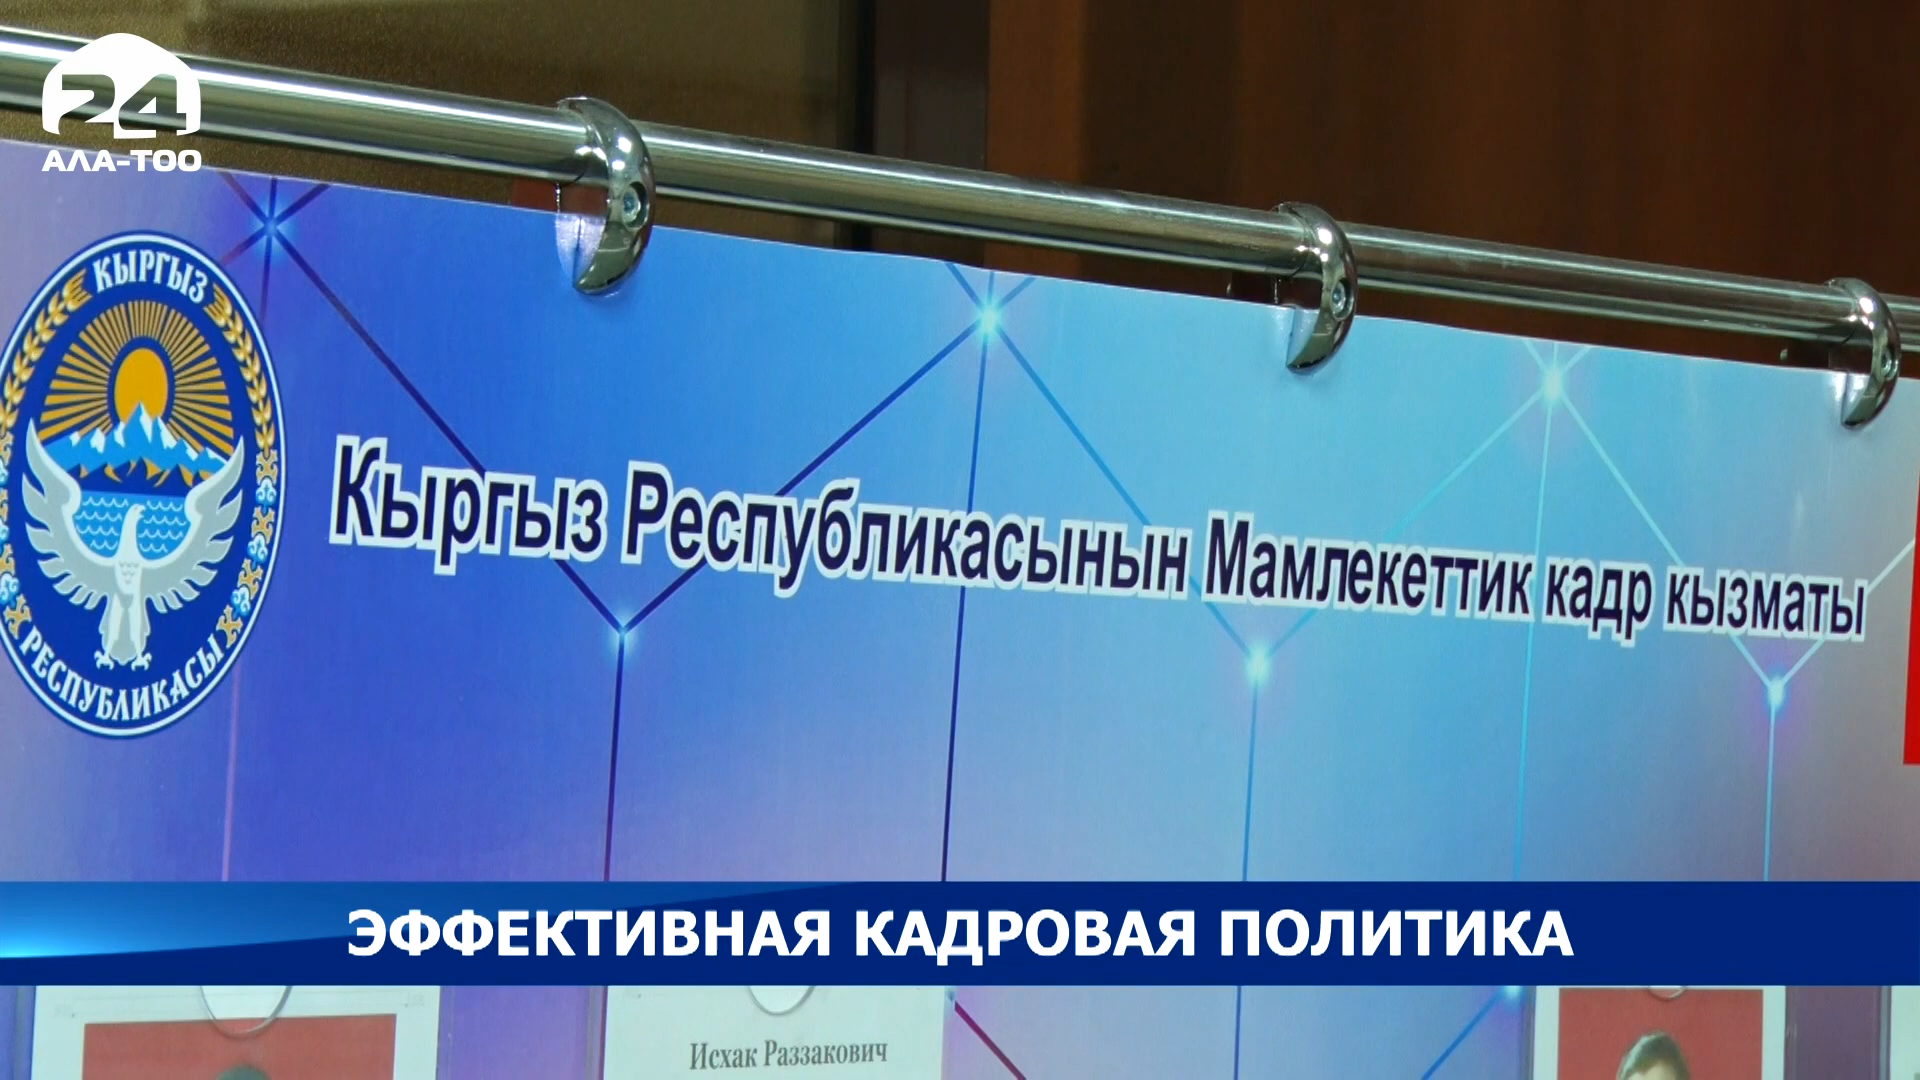 24
АЛА-ТОО
КЫРГЫЗ
РЕСПУБЛИКАСЫ
Кыргыз Республикасынын Мамлекеттик кадр кызматы
ЭФФЕКТИВНАЯ КАДРОВАЯ ПОЛИТИКА
Исхак Раззакович